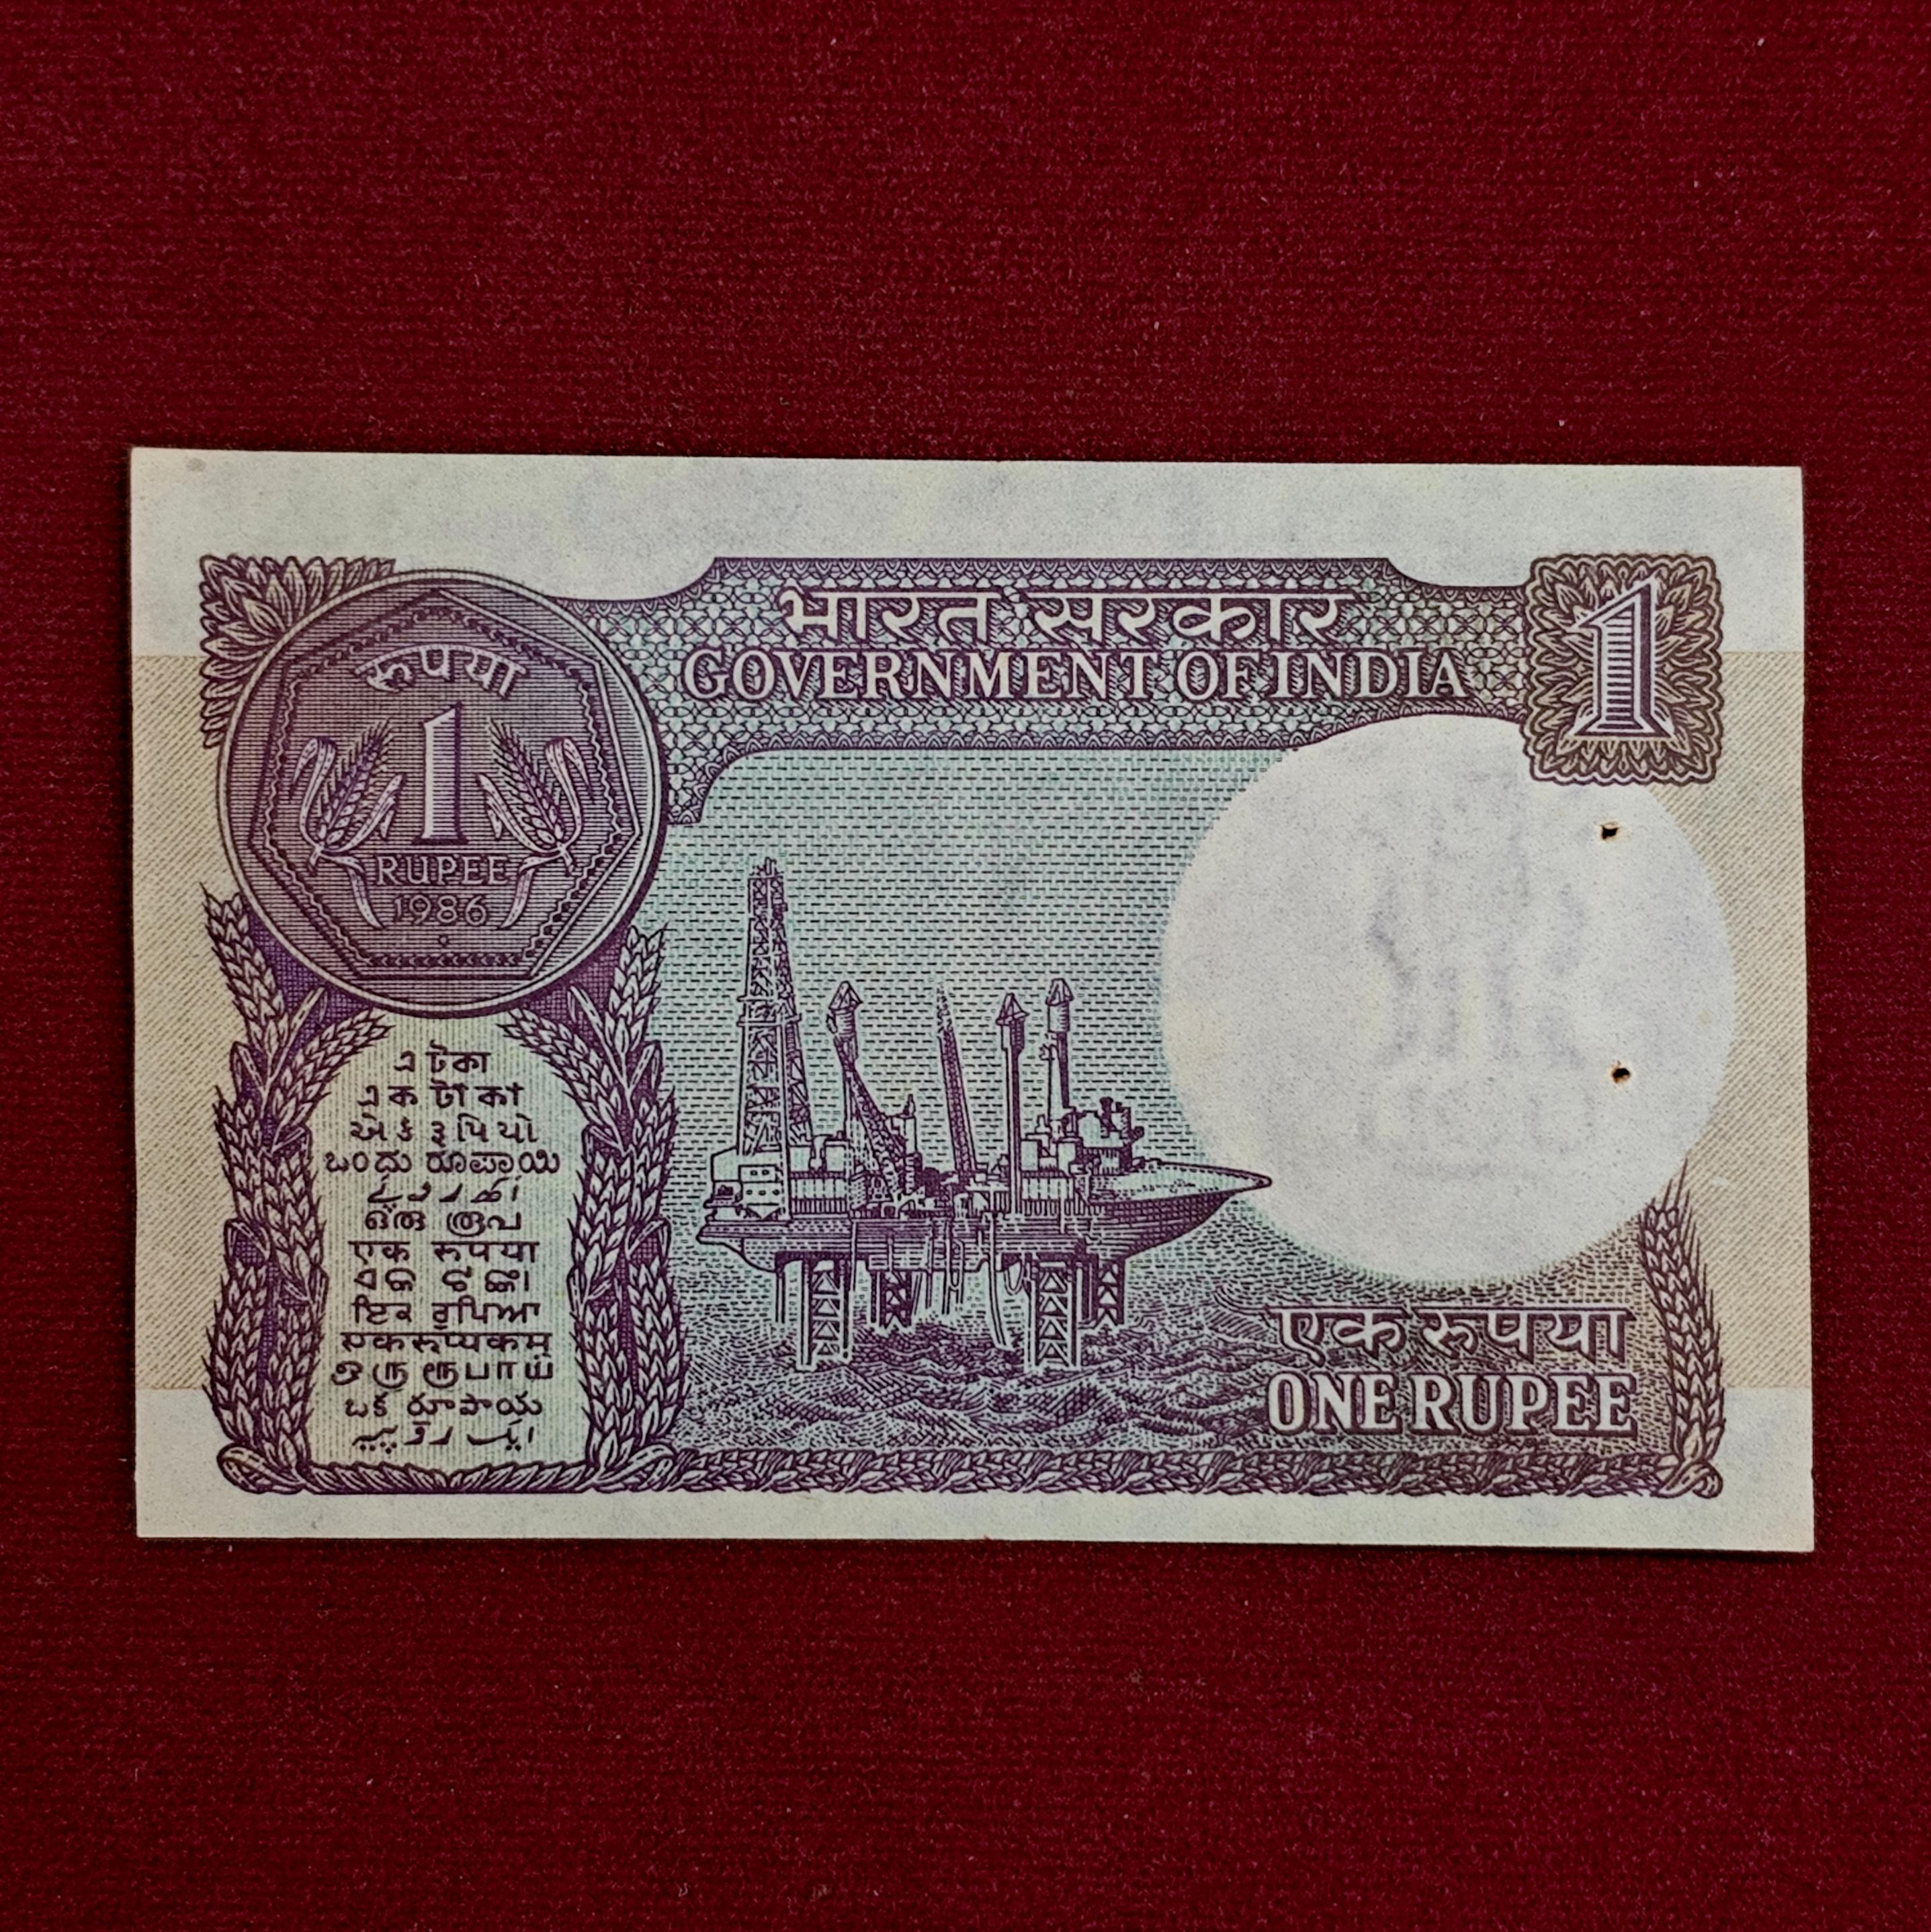 भारत सरकार
GOVERNMENT OF INDIA
1
रुपया
1
RUPEE
1986
এ টকা
এক টাকা
એક રૂપિયો
ಒಂದು ರೂಪಾಯಿ
ഒരു രൂപ
एक रुपया
ଏକ ଟଙ୍କା
ਇਕ ਰੁਪਿਆ
एकरूप्यकम्
ஒரு ரூபாய்
ఒక రూపాయ
ایک روپیہ
एक रुपया
ONE RUPEE